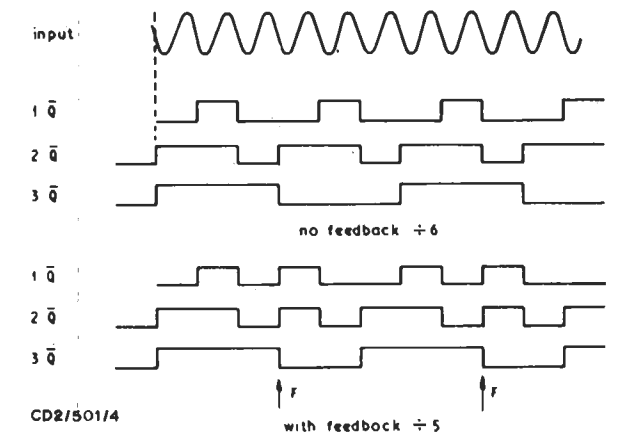 input
1 Q̅
2 Q̅
3 Q̅
no feedback ÷6
1 Q̅
2 Q̅
3 Q̅
F F
CD2/501/4
with feedback ÷5